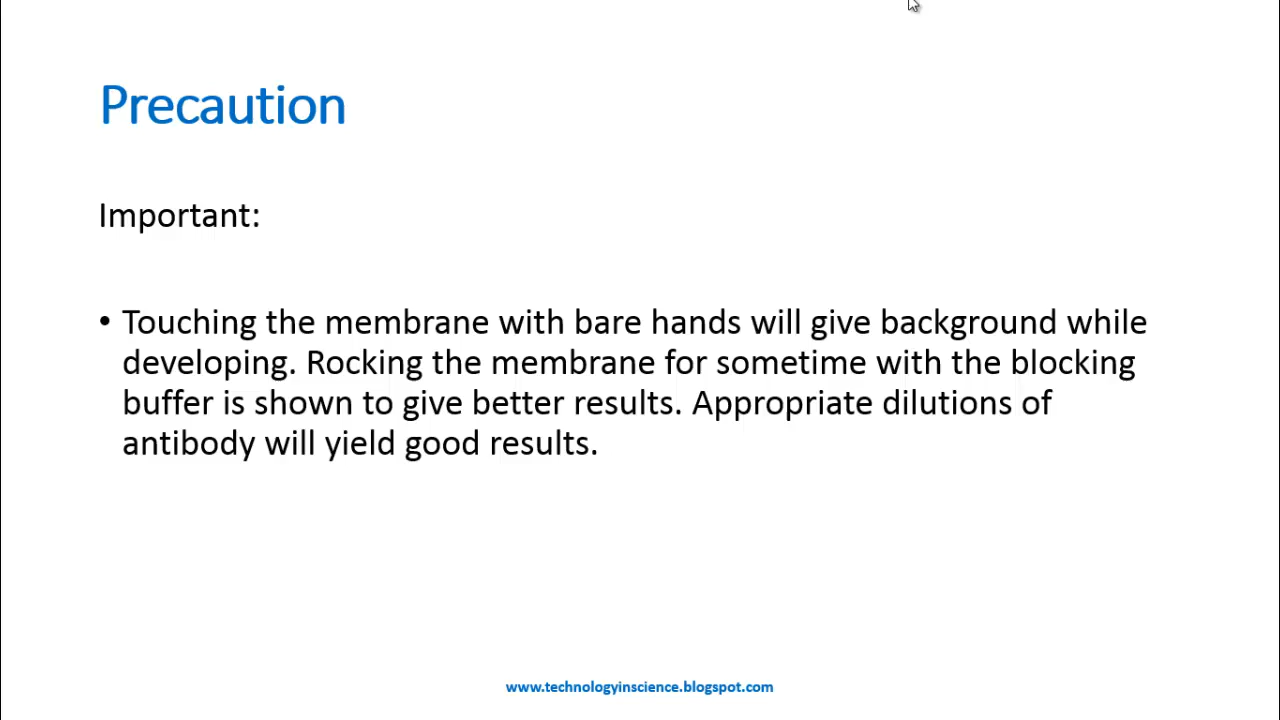 Precaution
Important:
• Touching the membrane with bare hands will give background while
developing. Rocking the membrane for sometime with the blocking
buffer is shown to give better results. Appropriate dilutions of
antibody will yield good results.
www.technologyinscience.blogspot.com